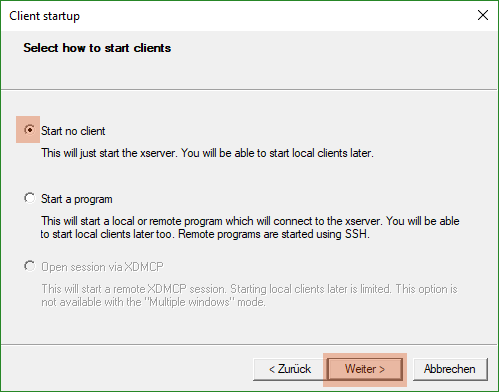 Client startup
Select how to start clients
Start no client
This will just start the xserver. You will be able to start local clients later.
Start a program
This will start a local or remote program which will connect to the xserver. You will be able
to start local clients later too. Remote programs are started using SSH.
Open session via XDMCP
This will start a remote XDMCP session. Starting local clients later is limited. This option is
not available with the "Multiple windows" mode.
< Zurück Weiter > Abbrechen